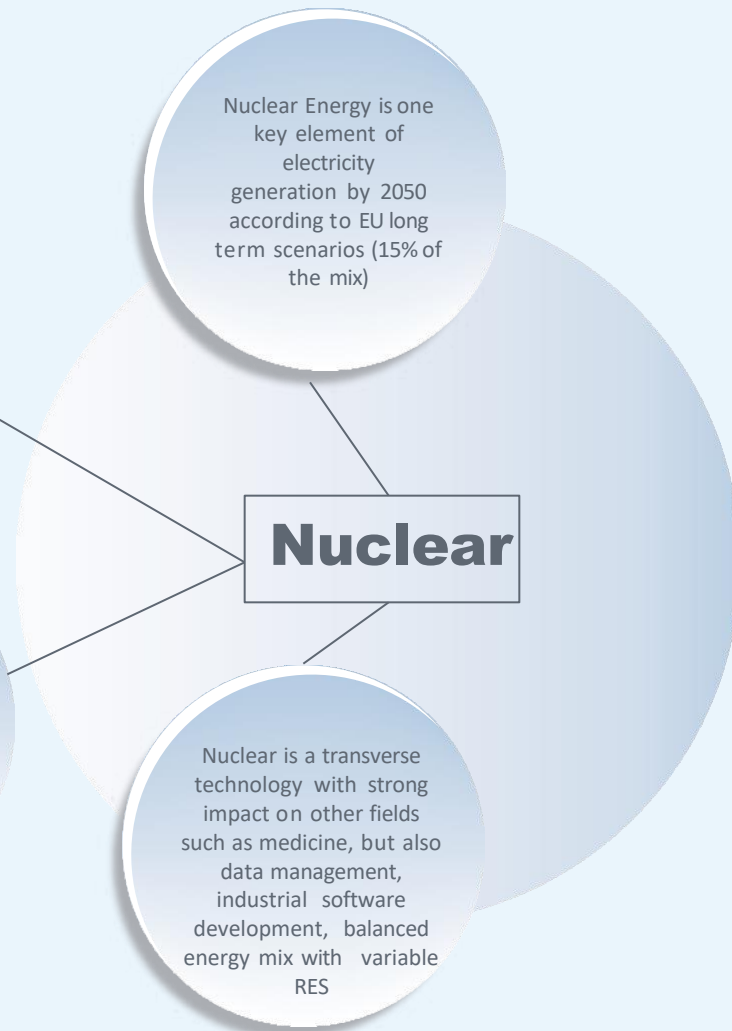 Nuclear Energy is one
key element of
electricity
generation by 2050
according to EU long
term scenarios (15% of
the mix)
Nuclear
Nuclear is a transverse
technology with strong
impact on other fields
such as medicine, but also
data management,
industrial software
development, balanced
energy mix with variable
RES